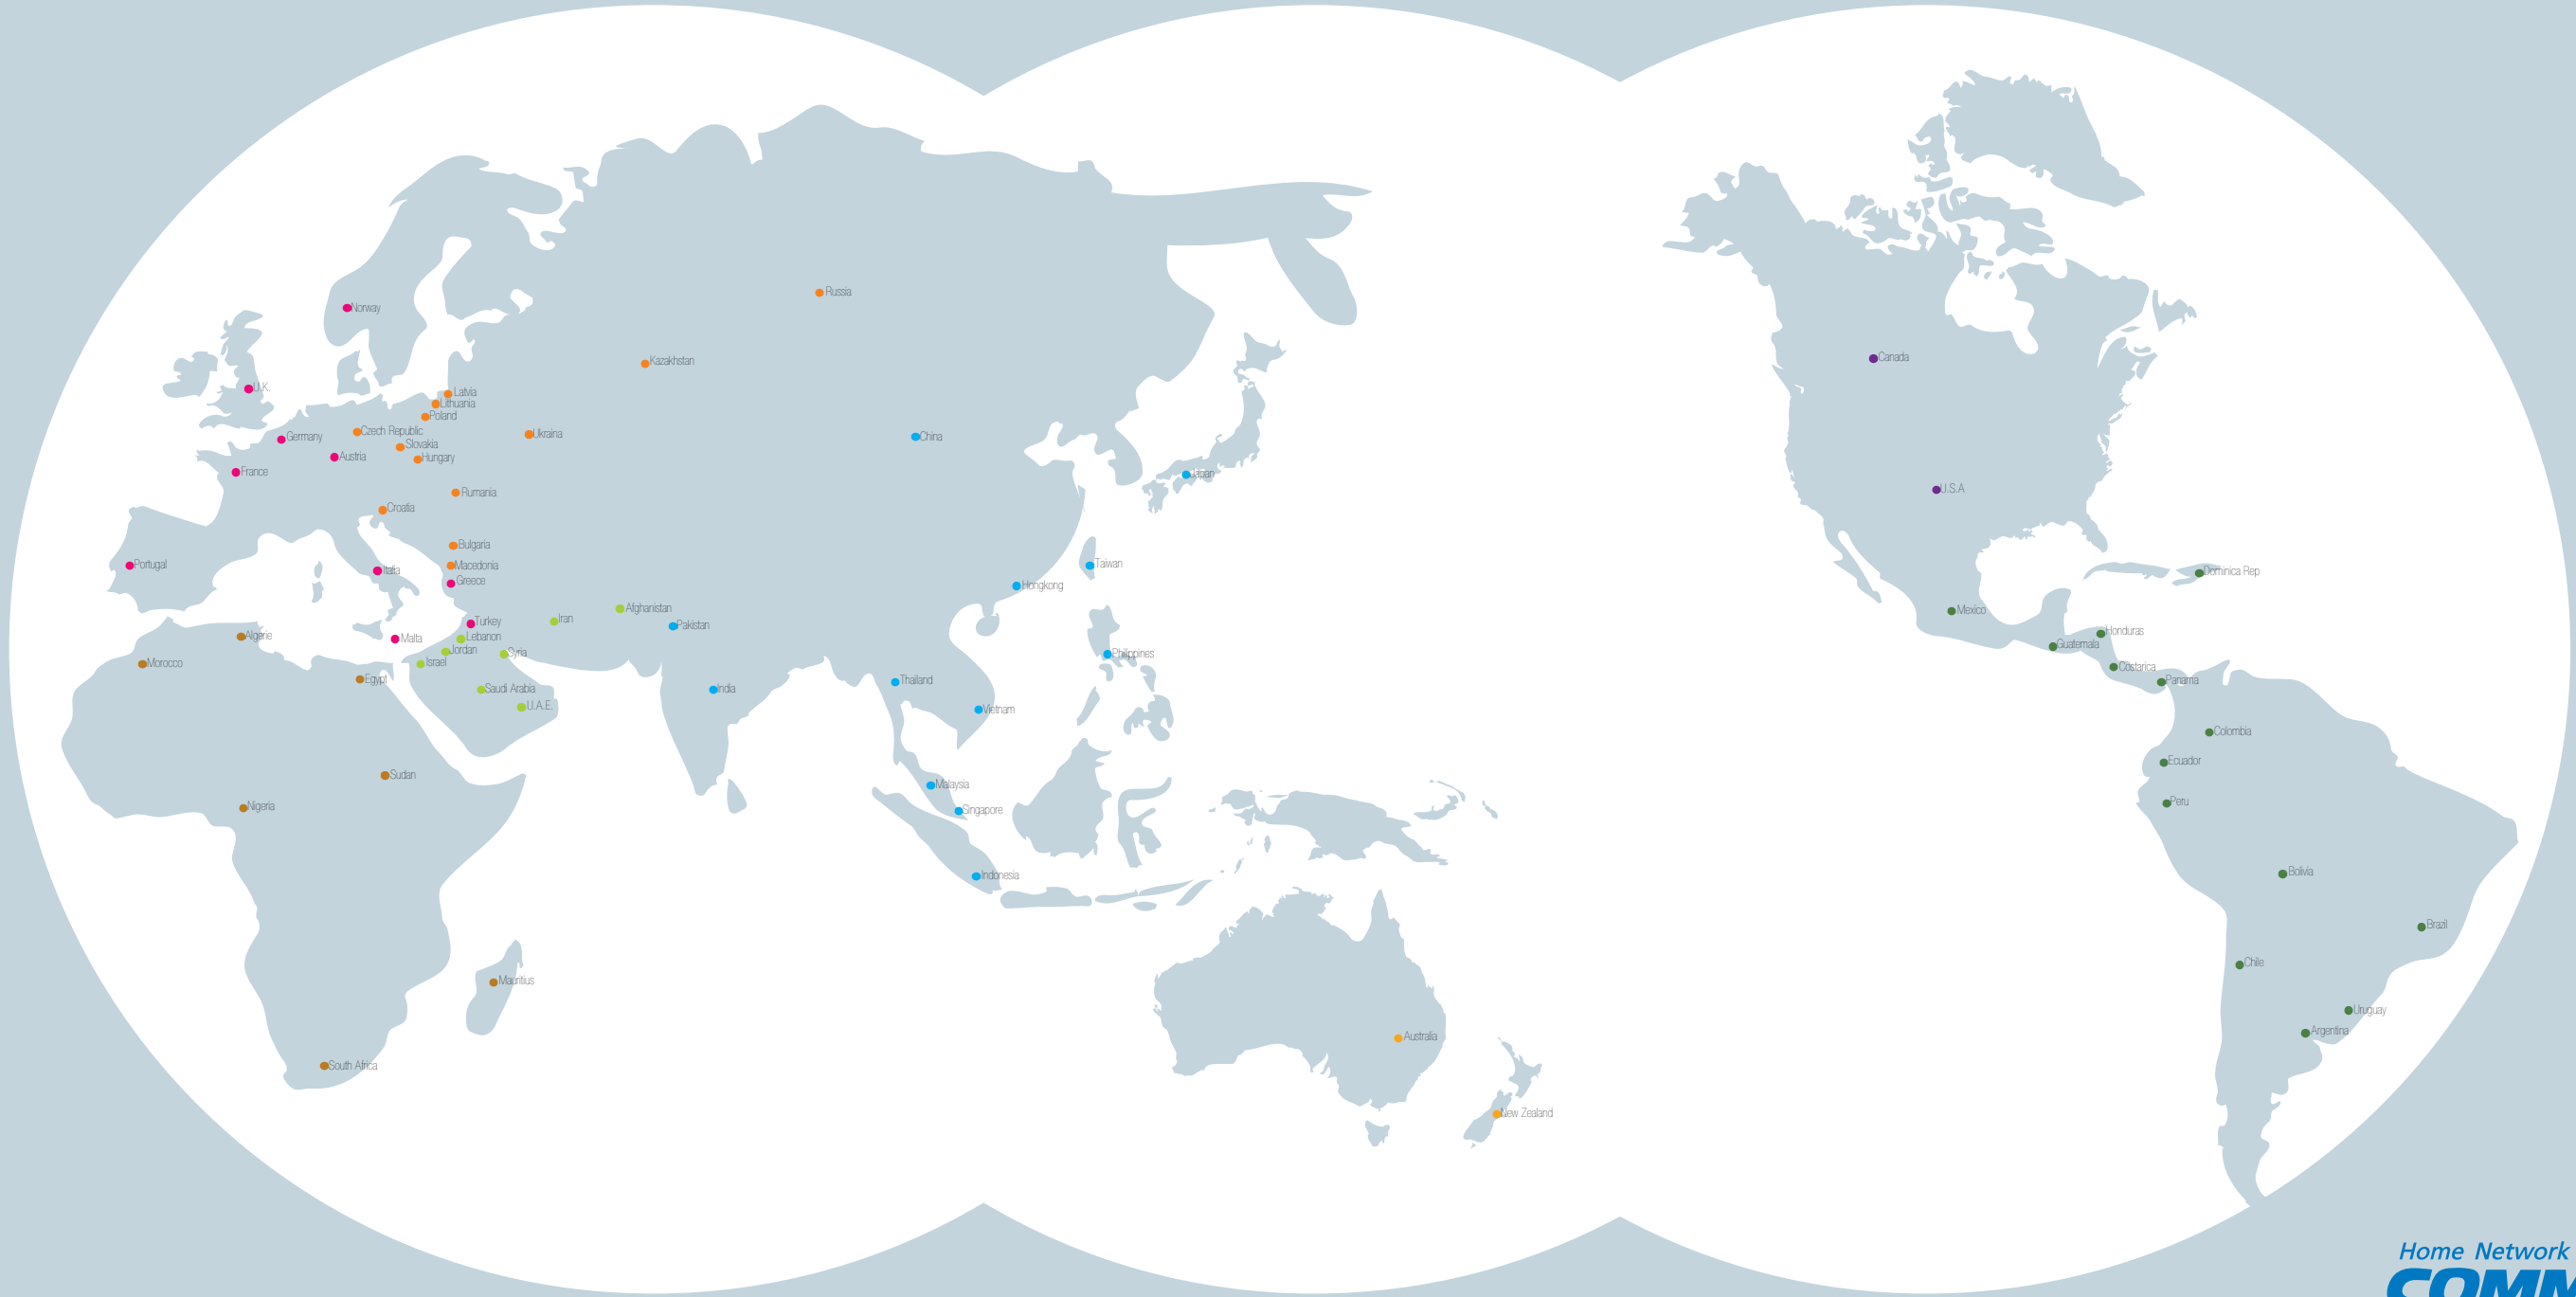 Norway
U.K.
Germany
France
Austria
Portugal
Italia
Greece
Turkey
Malta
Russia
Kazakhstan
Latvia
Lithuania
Poland
Czech Republic
Slovakia
Hungary
Ukraina
Rumania
Croatia
Bulgaria
Macedonia
Iran
Afghanistan
Lebanon
Jordan
Israel
Syria
Saudi Arabia
U.A.E.
Algerie
Morocco
Egypt
Sudan
Nigeria
Mauritius
South Africa
China
Japan
Taiwan
Hongkong
Pakistan
India
Philippines
Thailand
Vietnam
Malaysia
Singapore
Indonesia
Australia
New Zealand
Canada
U.S.A
Dominica Rep
Mexico
Honduras
Guatemala
Costarica
Panama
Colombia
Ecuador
Peru
Bolivia
Brazil
Chile
Uruguay
Argentina
Home Network